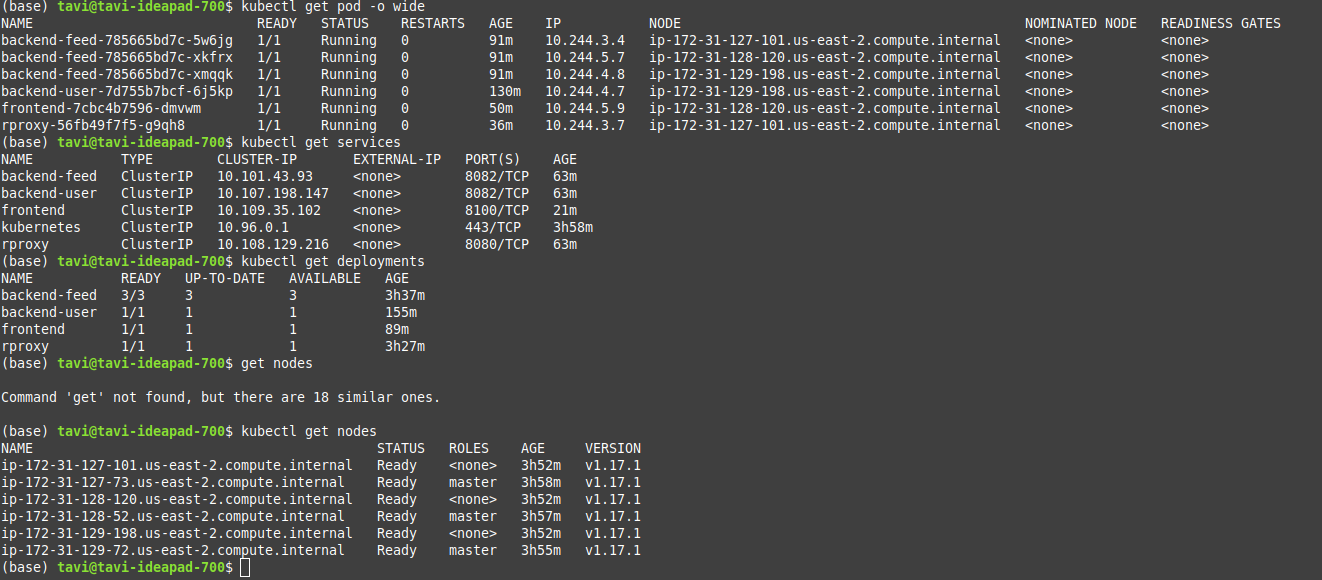 (base) tavi@tavi-ideapad-700$ kubectl get pod -o wide
NAME                            READY   STATUS    RESTARTS   AGE    IP           NODE                                           NOMINATED NODE   READINESS GATES
backend-feed-785665bd7c-5w6jg   1/1     Running   0          91m    10.244.3.4   ip-172-31-127-101.us-east-2.compute.internal   <none>           <none>
backend-feed-785665bd7c-xkfrx   1/1     Running   0          91m    10.244.5.7   ip-172-31-128-120.us-east-2.compute.internal   <none>           <none>
backend-feed-785665bd7c-xmqqk   1/1     Running   0          91m    10.244.4.8   ip-172-31-129-198.us-east-2.compute.internal   <none>           <none>
backend-user-7d755b7bcf-6j5kp   1/1     Running   0          130m   10.244.4.7   ip-172-31-129-198.us-east-2.compute.internal   <none>           <none>
frontend-7cbc4b7596-dmvwm       1/1     Running   0          50m    10.244.5.9   ip-172-31-128-120.us-east-2.compute.internal   <none>           <none>
rproxy-56fb49f7f5-g9qh8         1/1     Running   0          36m    10.244.3.7   ip-172-31-127-101.us-east-2.compute.internal   <none>           <none>
(base) tavi@tavi-ideapad-700$ kubectl get services
NAME           TYPE        CLUSTER-IP       EXTERNAL-IP   PORT(S)    AGE
backend-feed   ClusterIP   10.101.43.93     <none>        8082/TCP   63m
backend-user   ClusterIP   10.107.198.147   <none>        8082/TCP   63m
frontend       ClusterIP   10.109.35.102    <none>        8100/TCP   21m
kubernetes     ClusterIP   10.96.0.1        <none>        443/TCP    3h58m
rproxy         ClusterIP   10.108.129.216   <none>        8080/TCP   63m
(base) tavi@tavi-ideapad-700$ kubectl get deployments
NAME           READY   UP-TO-DATE   AVAILABLE   AGE
backend-feed   3/3     3            3           3h37m
backend-user   1/1     1            1           155m
frontend       1/1     1            1           89m
rproxy         1/1     1            1           3h27m
(base) tavi@tavi-ideapad-700$ get nodes
Command 'get' not found, but there are 18 similar ones.
(base) tavi@tavi-ideapad-700$ kubectl get nodes
NAME                                           STATUS   ROLES    AGE     VERSION
ip-172-31-127-101.us-east-2.compute.internal   Ready    <none>   3h52m   v1.17.1
ip-172-31-127-73.us-east-2.compute.internal    Ready    master   3h58m   v1.17.1
ip-172-31-128-120.us-east-2.compute.internal   Ready    <none>   3h52m   v1.17.1
ip-172-31-128-52.us-east-2.compute.internal    Ready    master   3h57m   v1.17.1
ip-172-31-129-198.us-east-2.compute.internal   Ready    <none>   3h52m   v1.17.1
ip-172-31-129-72.us-east-2.compute.internal    Ready    master   3h55m   v1.17.1
(base) tavi@tavi-ideapad-700$